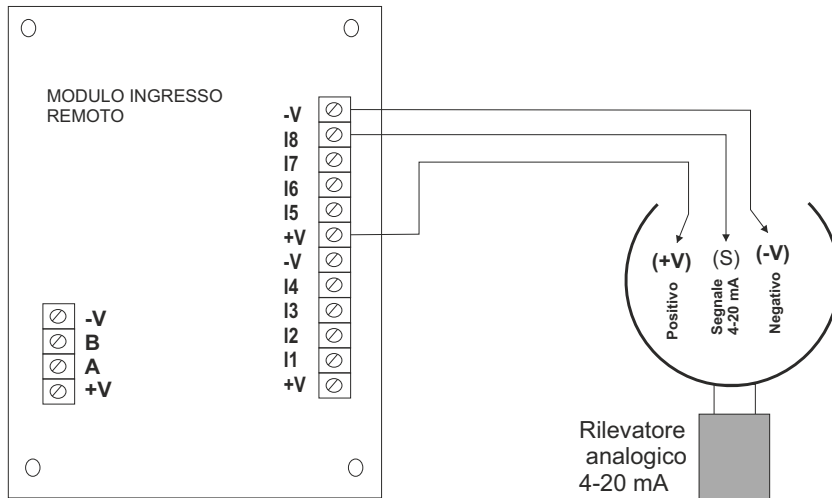 MODULO INGRESSO
REMOTO
-V
I8
I7
I6
I5
+V
-V
I4
I3
I2
I1
+V
-V
B
A
+V
(+V)
Positivo
(S)
Segnale
4-20 mA
(-V)
Negativo
Rilevatore
analogico
4-20 mA